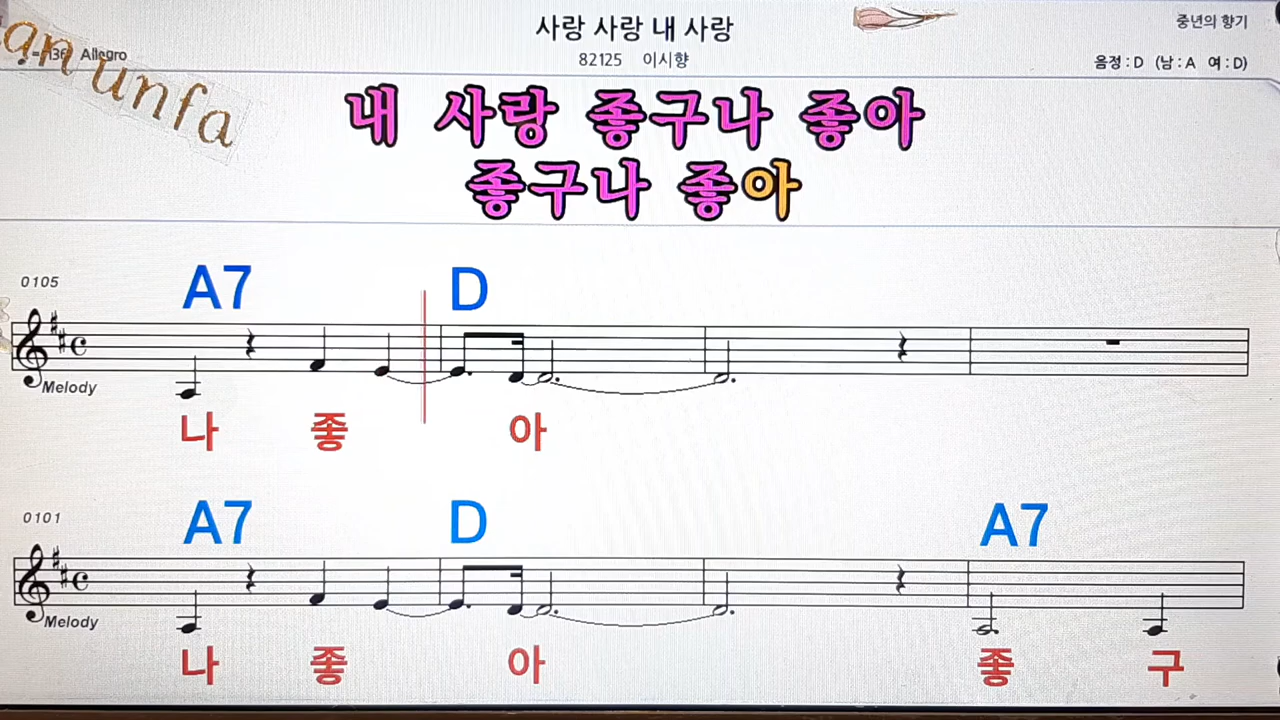 사랑 사랑 내 사랑
중년의 향기
an unfa
Allegro
82125 이시향
음정 : D (남 : A 여 : D)
내 사랑 좋구나 좋아
좋구나 좋아
0105
A7 D
Melody
나 좋 아
0101
A7 D A7
Melody
나 좋 아 좋 구